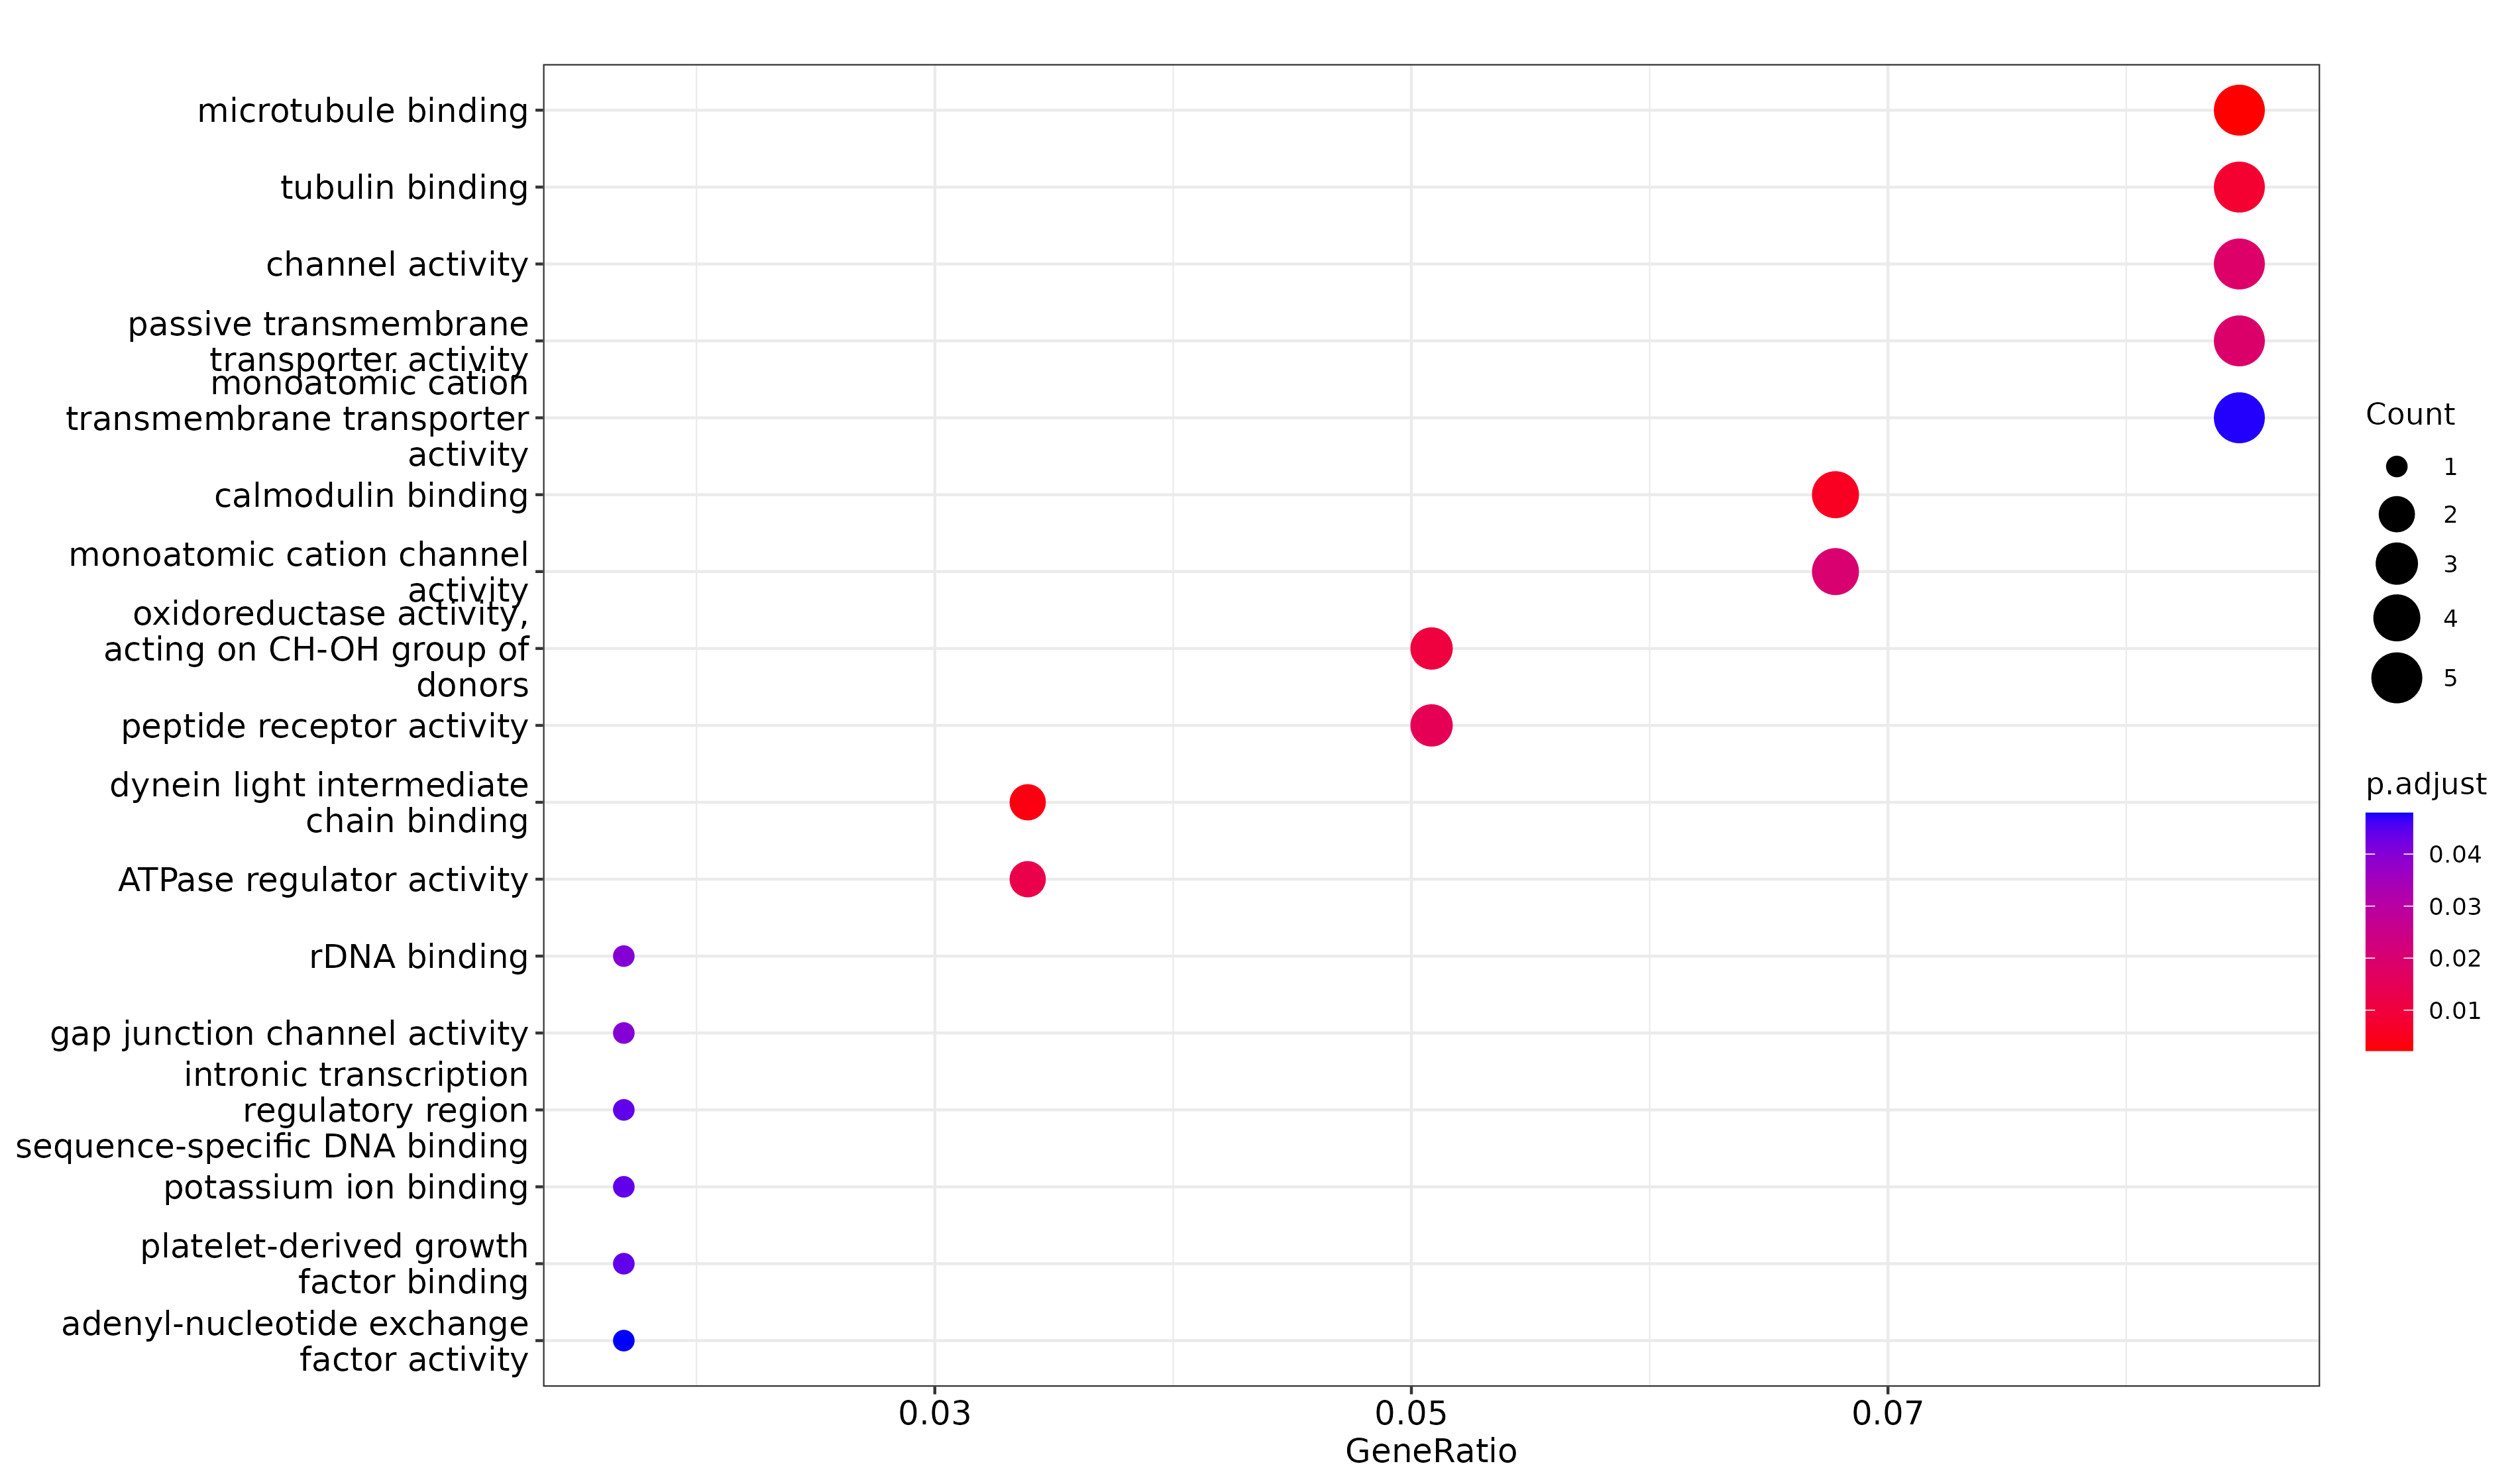 microtubule binding
tubulin binding
channel activity
passive transmembrane
transporter activity
monoatomic cation
transmembrane transporter
activity
calmodulin binding
monoatomic cation channel
activity
oxidoreductase activity,
acting on CH-OH group of
donors
peptide receptor activity
dynein light intermediate
chain binding
ATPase regulator activity
rDNA binding
gap junction channel activity
intronic transcription
regulatory region
sequence-specific DNA binding
potassium ion binding
platelet-derived growth
factor binding
adenyl-nucleotide exchange
factor activity
0.03
0.05
0.07
GeneRatio
Count
1
2
3
4
5
p.adjust
0.04
0.03
0.02
0.01